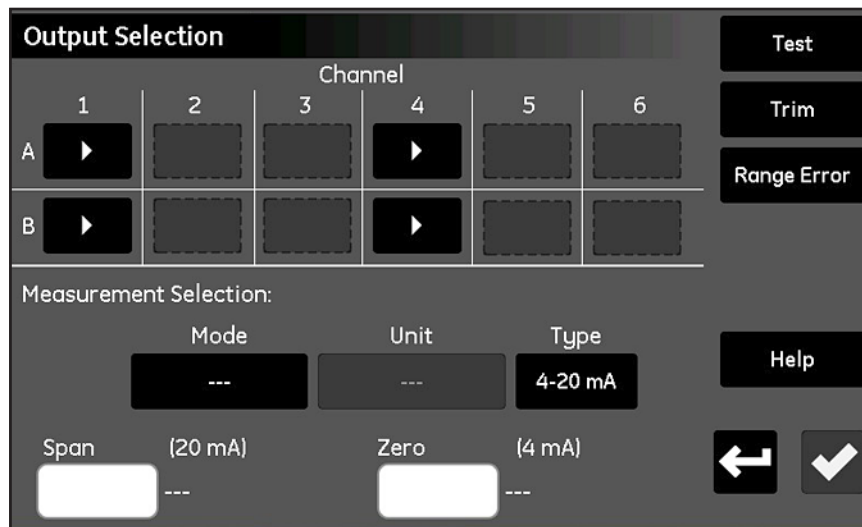 Output Selection
Test
Channel
1 2 3 4 5 6
Trim
A
Range Error
B
Measurement Selection:
Mode Unit Type
--- --- 4-20 mA
Help
Span (20 mA) Zero (4 mA)
--- ---